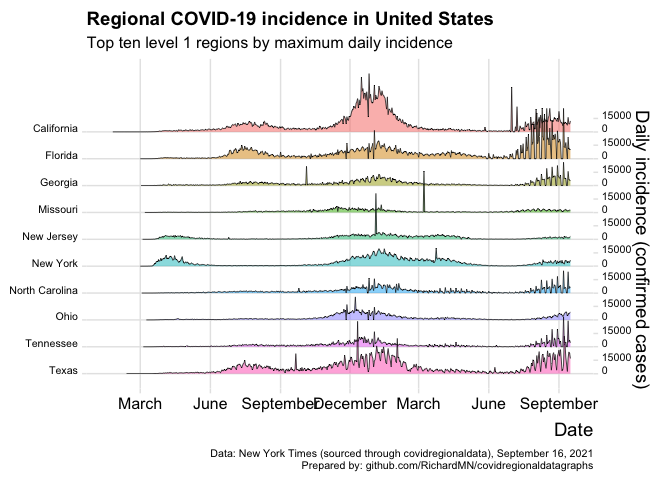 Regional COVID-19 incidence in United States
Top ten level 1 regions by maximum daily incidence
California
Florida
Georgia
Missouri
New Jersey
New York
North Carolina
Ohio
Tennessee
Texas
15000
0
15000
0
15000
0
15000
0
15000
0
15000
0
15000
0
15000
0
15000
0
15000
0
Daily incidence (confirmed cases)
March June September December March June September
Date
Data: New York Times (sourced through covidregionaldata), September 16, 2021
Prepared by: github.com/RichardMN/covidregionaldatagraphs